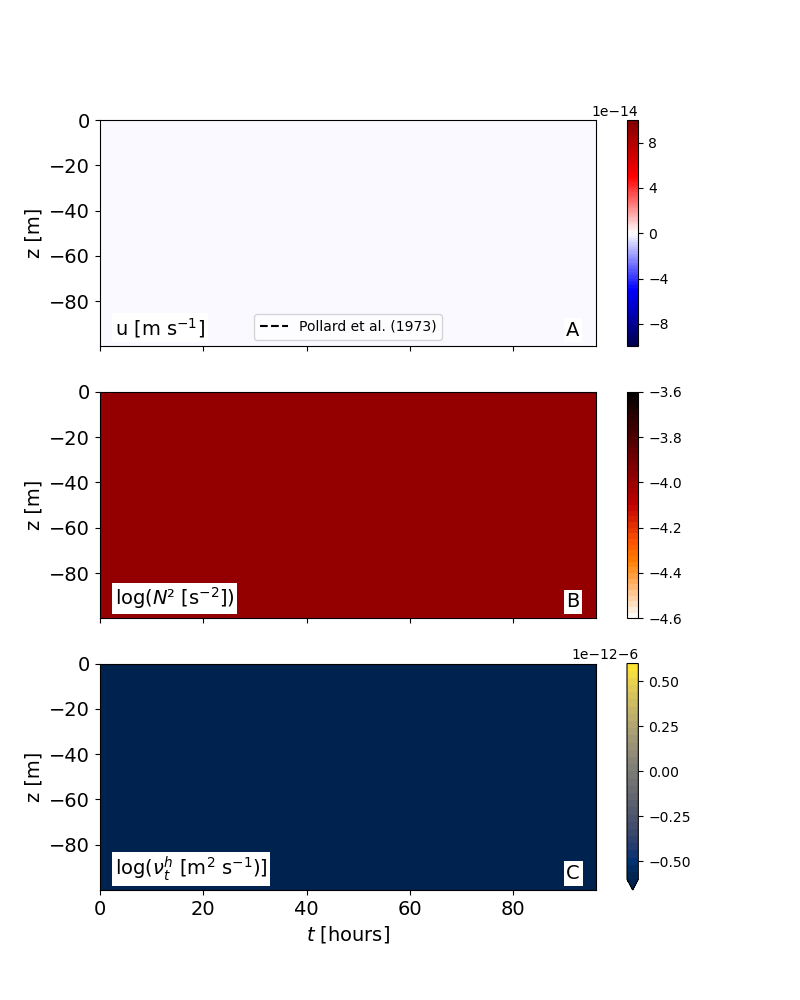 1e−14
0
−20
−40
−60
−80
z [m]
u [m s⁻¹]
Pollard et al. (1973)
A
8
4
0
−4
−8
0
−20
−40
−60
−80
z [m]
log(N² [s⁻²])
B
−3.6
−3.8
−4.0
−4.2
−4.4
−4.6
1e−12−6
0
−20
−40
−60
−80
z [m]
log(νₜʰ [m² s⁻¹)]
C
0.50
0.25
0.00
−0.25
−0.50
0 20 40 60 80
t [hours]